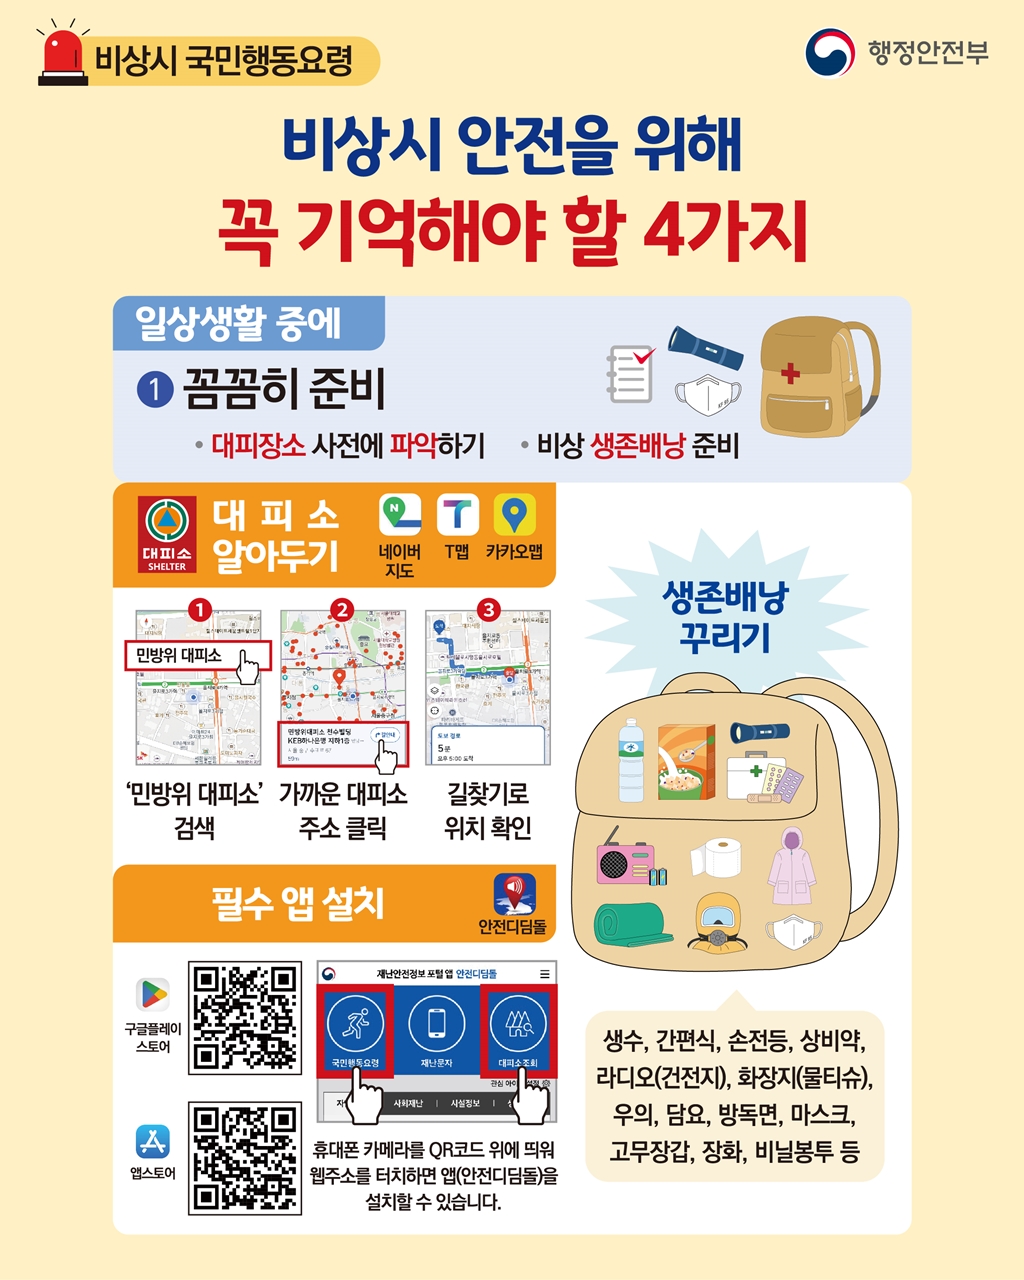 비상시 국민행동요령
행정안전부
비상시 안전을 위해
꼭 기억해야 할 4가지
일상생활 중에
1 꼼꼼히 준비
• 대피장소 사전에 파악하기
• 비상 생존배낭 준비
대피소
SHELTER
대 피 소
알아두기
네이버
지도
T맵
카카오맵
1
민방위 대피소
2
민방위대피소 천수빌딩
KEB하나은행 지하1층
3
도보 경로
5분
오후 5:00 도착
'민방위 대피소'
검색
가까운 대피소
주소 클릭
길찾기로
위치 확인
생존배낭
꾸리기
필수 앱 설치
안전디딤돌
구글플레이
스토어
앱스토어
재난안전정보 포털 앱 안전디딤돌
국민행동요령
재난문자
대피소조회
사회재난
시설정보
휴대폰 카메라를 QR코드 위에 띄워
웹주소를 터치하면 앱(안전디딤돌)을
설치할 수 있습니다.
생수, 간편식, 손전등, 상비약,
라디오(건전지), 화장지(물티슈),
우의, 담요, 방독면, 마스크,
고무장갑, 장화, 비닐봉투 등